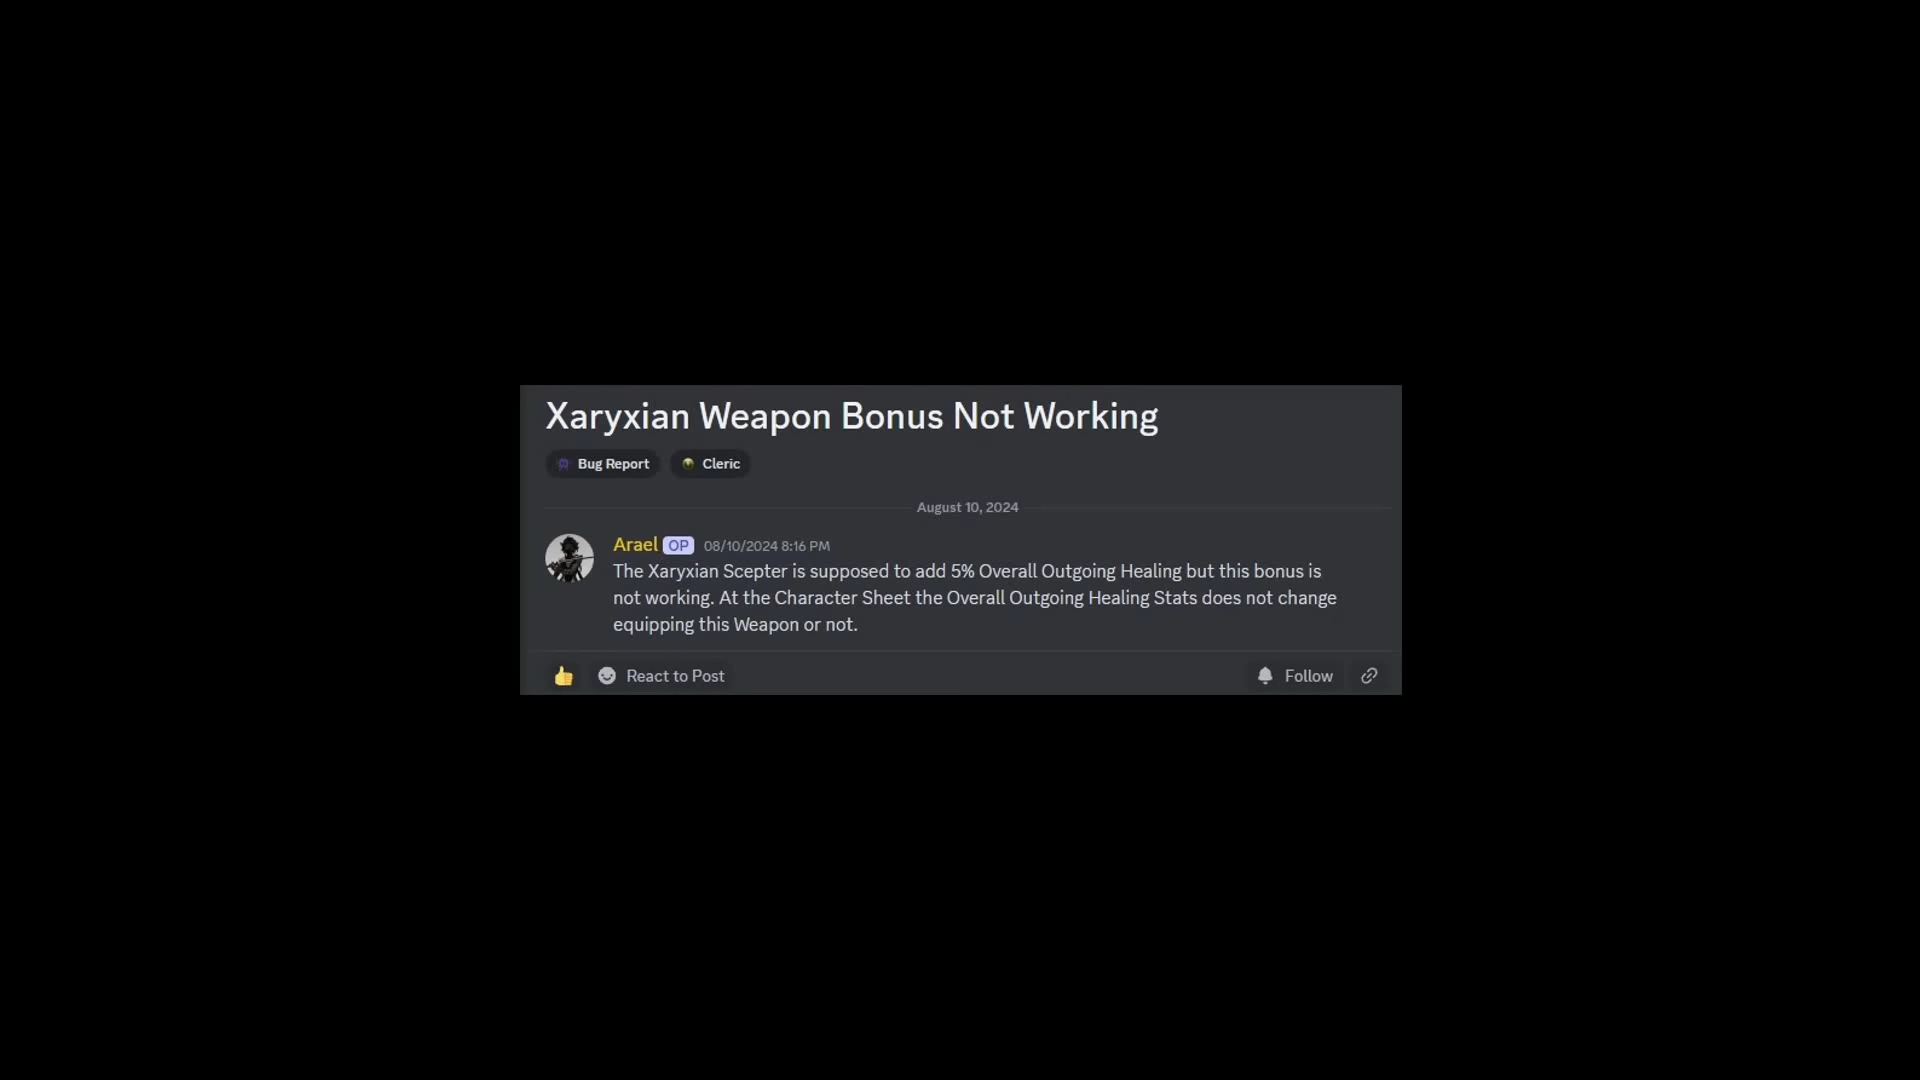 Xaryxian Weapon Bonus Not Working
Bug Report Cleric
August 10, 2024
Arael OP 08/10/2024 8:16 PM
The Xaryxian Scepter is supposed to add 5% Overall Outgoing Healing but this bonus is
not working. At the Character Sheet the Overall Outgoing Healing Stats does not change
equipping this Weapon or not.
React to Post Follow